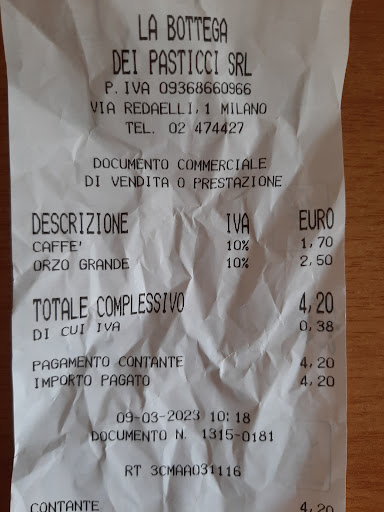 LA BOTTEGA
DEI PASTICCI SRL
P. IVA 09368660966
VIA REDAELLI, 1 MILANO
TEL. 02 474427
DOCUMENTO COMMERCIALE
DI VENDITA O PRESTAZIONE
DESCRIZIONE IVA EURO
CAFFE' 10% 1,70
ORZO GRANDE 10% 2,50
TOTALE COMPLESSIVO 4,20
DI CUI IVA 0,38
PAGAMENTO CONTANTE 4,20
IMPORTO PAGATO 4,20
09-03-2023 10:18
DOCUMENTO N. 1315-0181
RT 3CMAA031116
CONTANTE 4,20